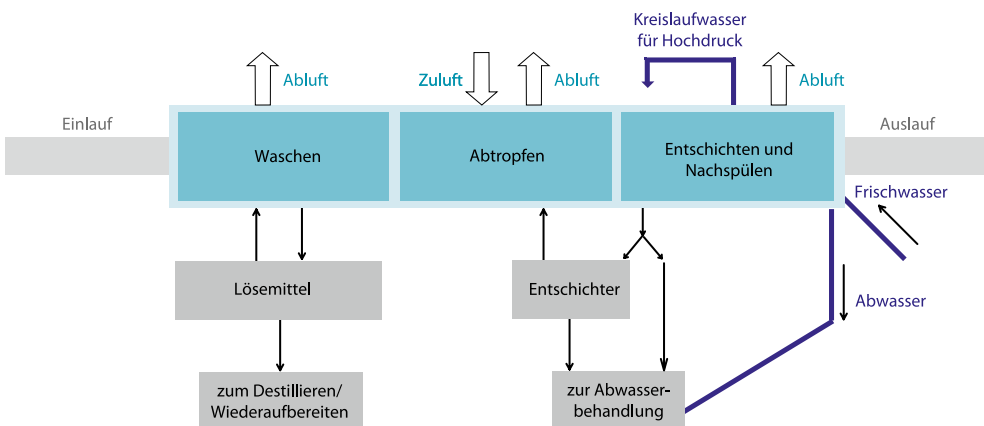 Kreislaufwasser
für Hochdruck
Abluft
Zuluft
Abluft
Abluft
Einlauf
Auslauf
Waschen
Abtropfen
Entschichten und
Nachspülen
Frischwasser
Lösemittel
Entschichter
Abwasser
zum Destillieren/
Wiederaufbereiten
zur Abwasser-
behandlung